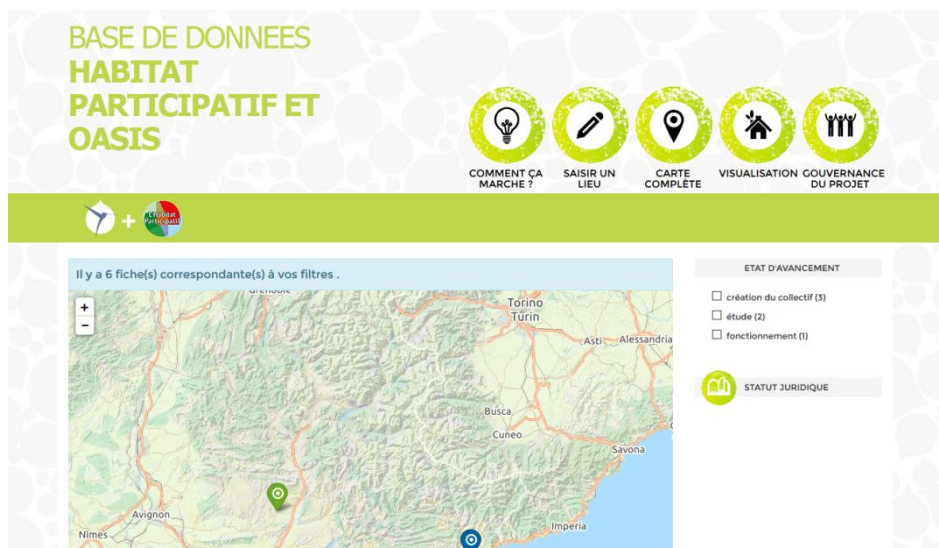 BASE DE DONNEES
HABITAT
PARTICIPATIF ET
OASIS
COMMENT ÇA
MARCHE ?
SAISIR UN
LIEU
CARTE
COMPLÈTE
VISUALISATION
GOUVERNANCE
DU PROJET
+
L'Habitat
Participatif
Il y a 6 fiche(s) correspondante(s) à vos filtres .
+
−
Grenoble
Torino
Turin
Asti
Alessandria
Busca
Cuneo
Savona
Avignon
Nîmes
Imperia
ETAT D'AVANCEMENT
création du collectif (3)
étude (2)
fonctionnement (1)
STATUT JURIDIQUE